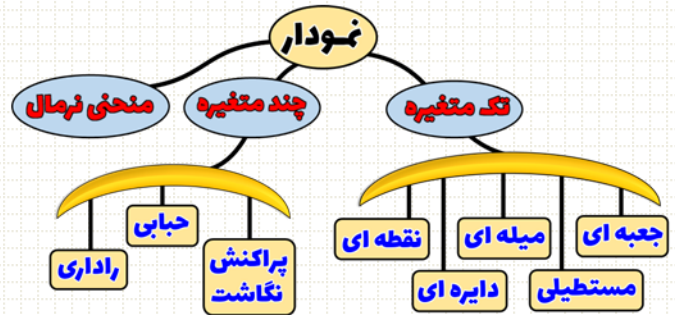 نمودار
تک متغیره
چند متغیره
منحنی نرمال
جعبه ای
مستطیلی
میله ای
دایره ای
نقطه ای
پراکنش
نگاشت
حبابی
راداری